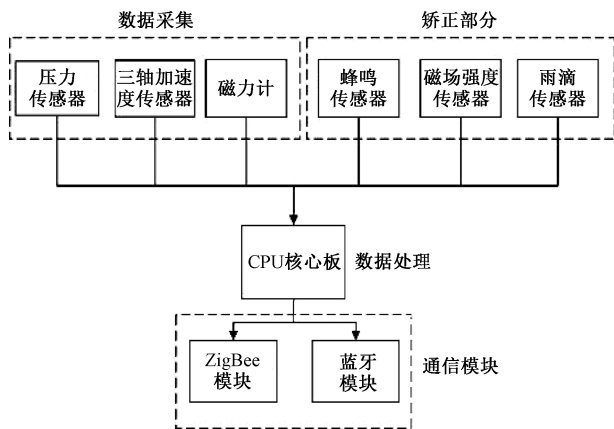 数据采集
矫正部分
压力
传感器
三轴加速
度传感器
磁力计
蜂鸣
传感器
磁场强度
传感器
雨滴
传感器
CPU核心板
数据处理
ZigBee
模块
蓝牙
模块
通信模块